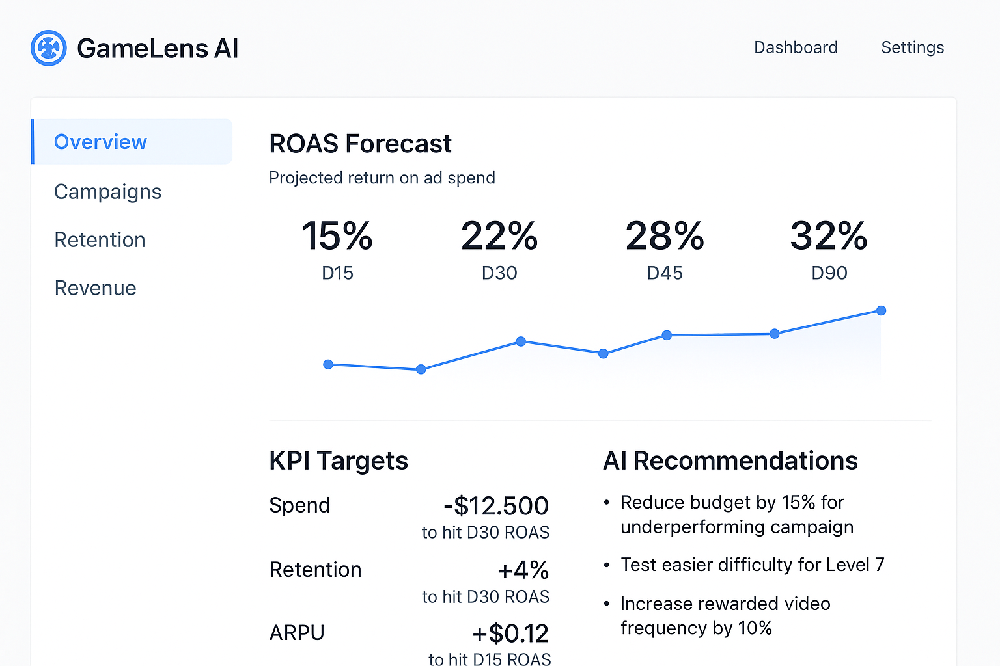 GameLens AI
Dashboard
Settings
Overview
Campaigns
Retention
Revenue
ROAS Forecast
Projected return on ad spend
15%
22%
28%
32%
D15
D30
D45
D90
KPI Targets
Spend
-$12.500
to hit D30 ROAS
Retention
+4%
to hit D30 ROAS
ARPU
+$0.12
to hit D15 ROAS
AI Recommendations
• Reduce budget by 15% for
underperforming campaign
• Test easier difficulty for Level 7
• Increase rewarded video
frequency by 10%